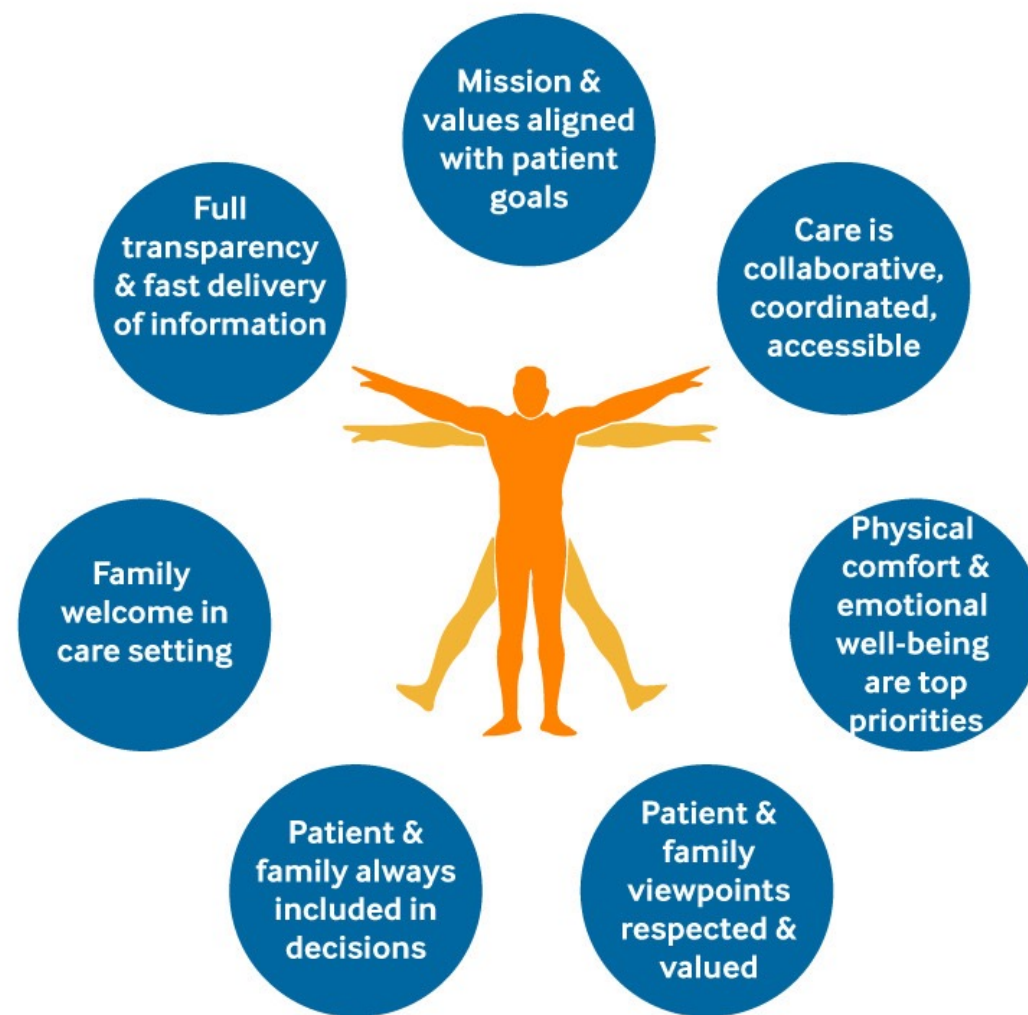 Mission &
values aligned
with patient
goals
Care is
collaborative,
coordinated,
accessible
Physical
comfort &
emotional
well-being
are top
priorities
Patient &
family
viewpoints
respected &
valued
Patient &
family always
included in
decisions
Family
welcome in
care setting
Full
transparency
& fast delivery
of information